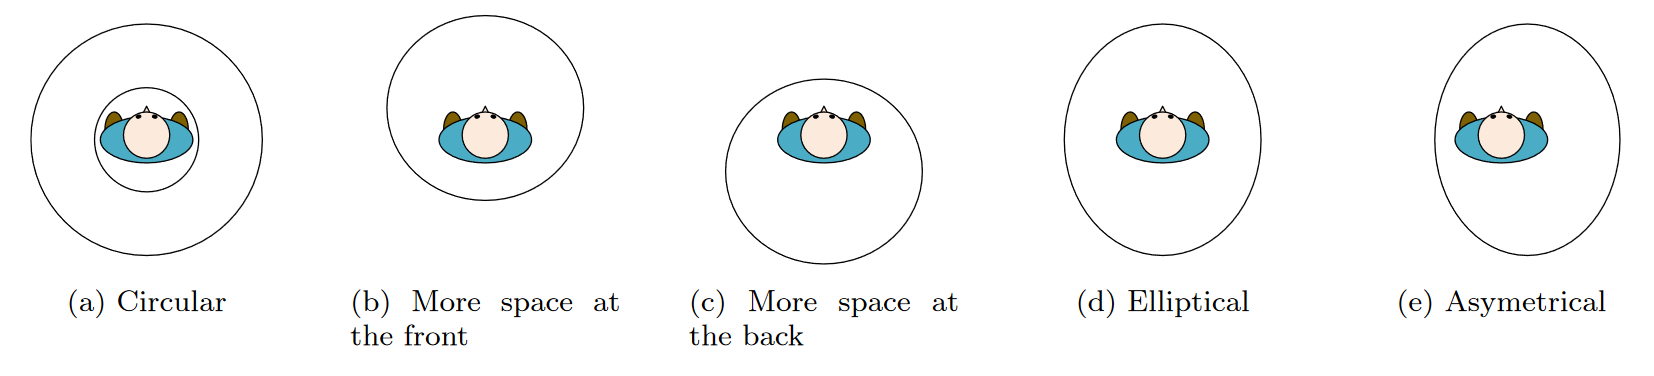 (a) Circular
(b) More space at
the front
(c) More space at
the back
(d) Elliptical
(e) Asymetrical